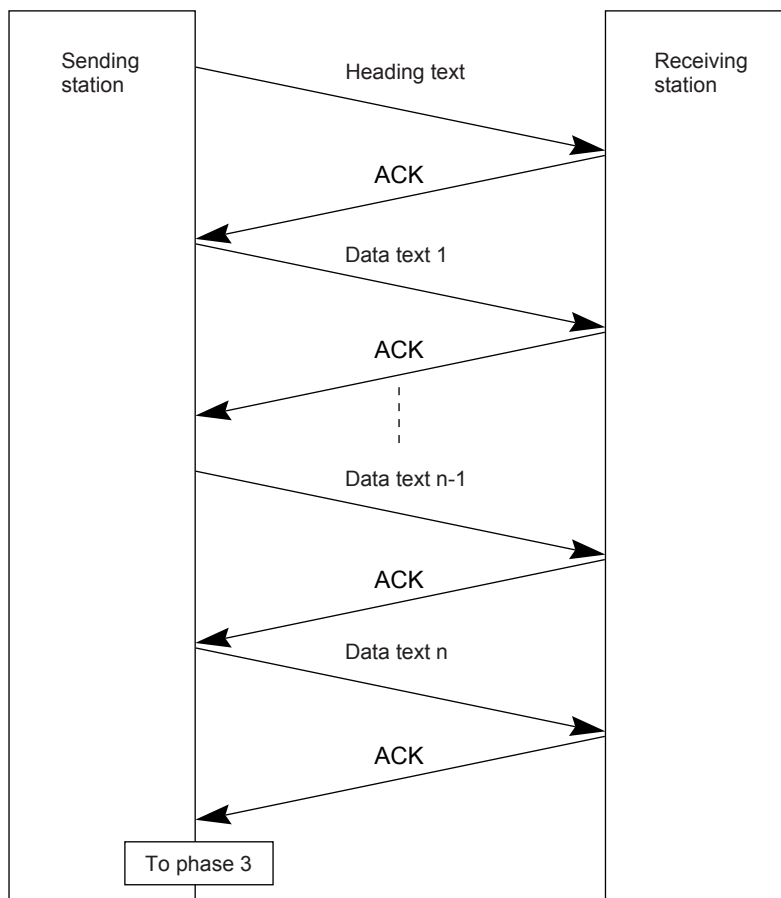 Sending
station
Heading text
Receiving
station
ACK
Data text 1
ACK
Data text n-1
ACK
Data text n
ACK
To phase 3